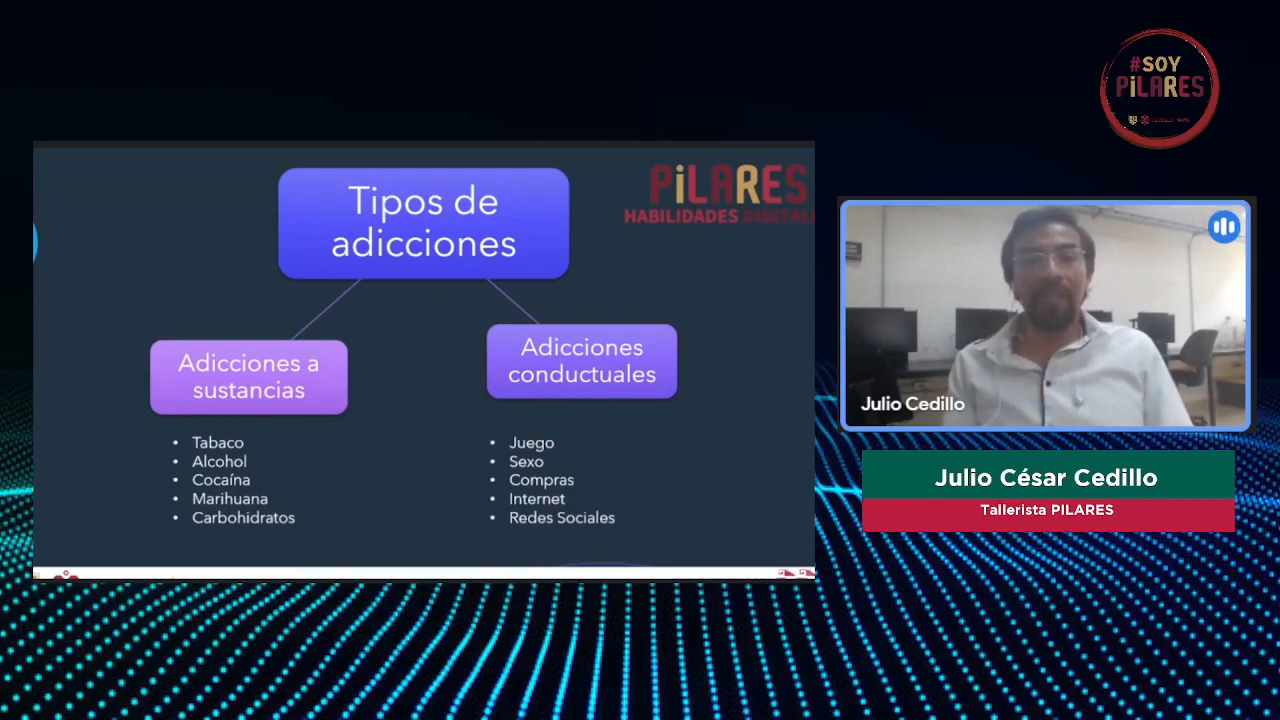 #SOY
PiLARES
PiLARES
HABILIDADES DIGITAL
Tipos de
adicciones
Adicciones a
sustancias
• Tabaco
• Alcohol
• Cocaína
• Marihuana
• Carbohidratos
Adicciones
conductuales
• Juego
• Sexo
• Compras
• Internet
• Redes Sociales
Julio Cedillo
Julio César Cedillo
Tallerista PILARES